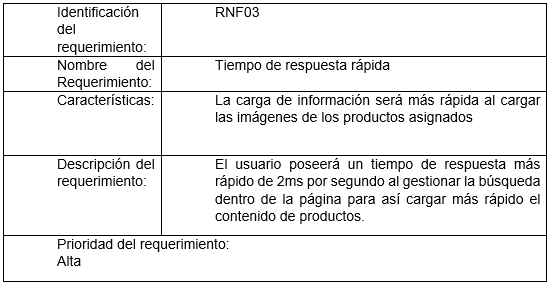 Identificación RNF03
del
requerimiento:
Nombre del Tiempo de respuesta rápida
Requerimiento:
Características: La carga de información será más rápida al cargar
las imágenes de los productos asignados
Descripción del El usuario poseerá un tiempo de respuesta más
requerimiento: rápido de 2ms por segundo al gestionar la búsqueda
dentro de la página para así cargar más rápido el
contenido de productos.
Prioridad del requerimiento:
Alta